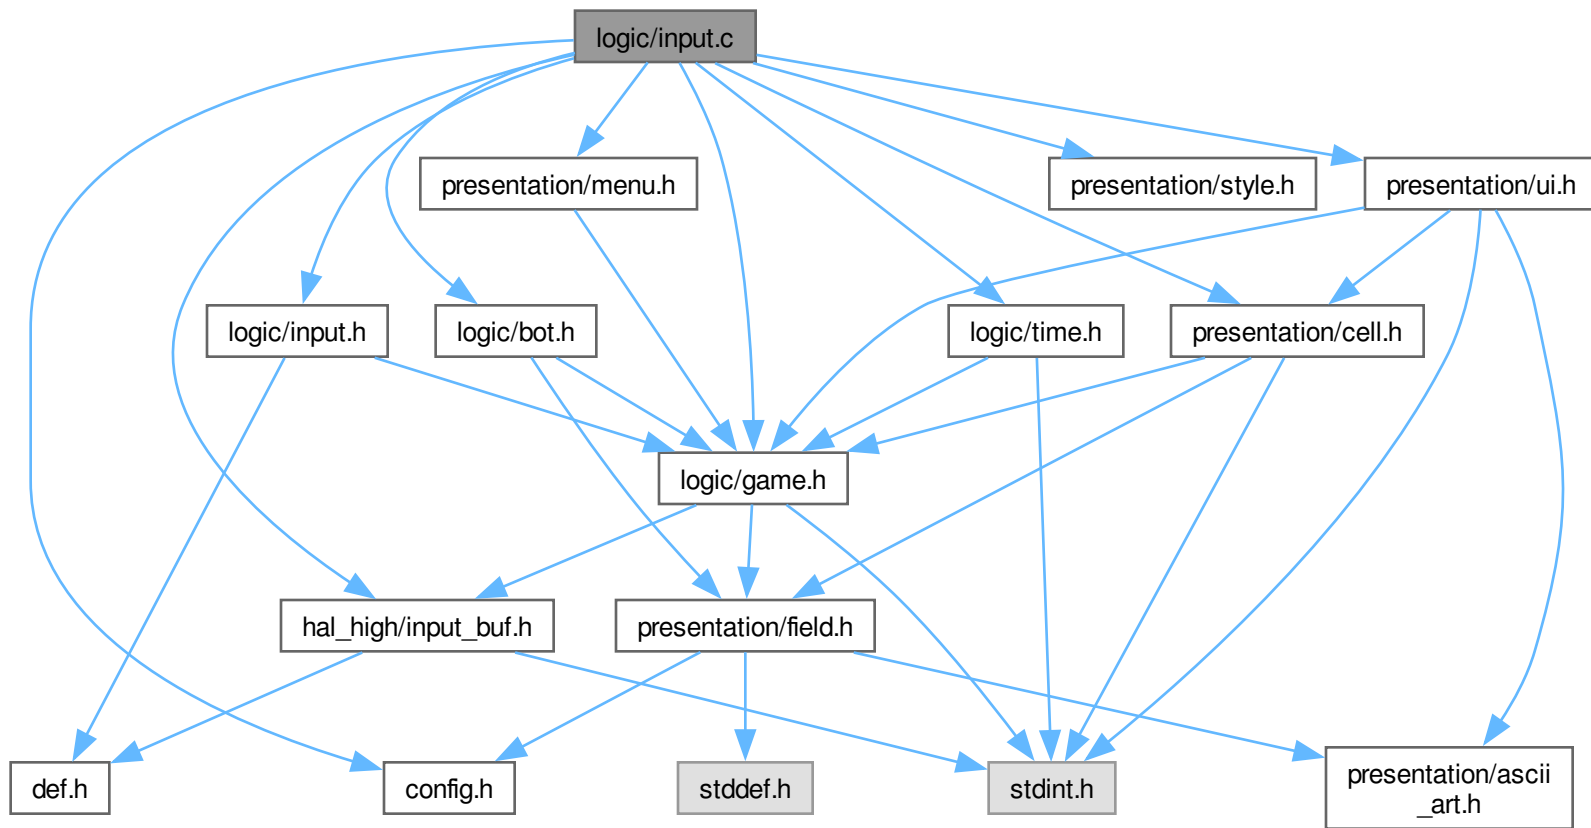 logic/input.c
presentation/menu.h
presentation/style.h
presentation/ui.h
logic/input.h
logic/bot.h
logic/time.h
presentation/cell.h
logic/game.h
hal_high/input_buf.h
presentation/field.h
def.h
config.h
stddef.h
stdint.h
presentation/ascii
_art.h